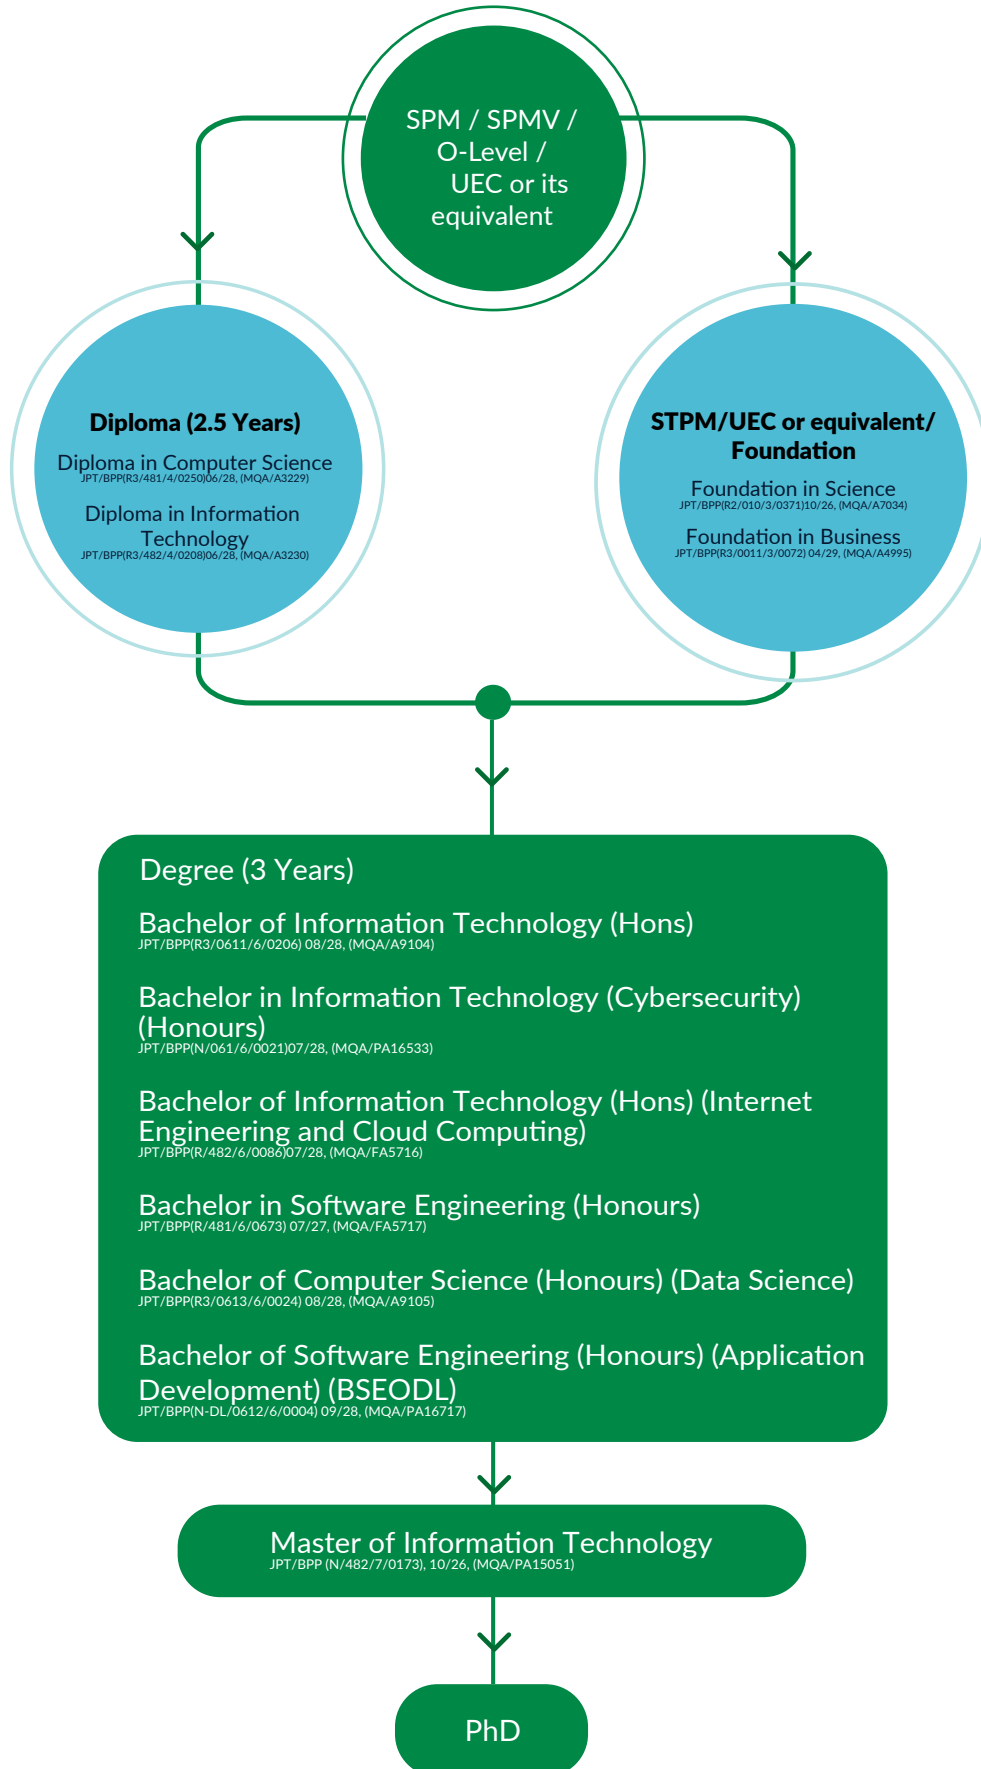 SPM / SPMV /
O-Level /
UEC or its
equivalent
Diploma (2.5 Years)
Diploma in Computer Science
JPT/BPP(R3/481/4/0250)06/28, (MQA/A3229)
Diploma in Information
Technology
JPT/BPP(R3/482/4/0208)06/28, (MQA/A3230)
STPM/UEC or equivalent/
Foundation
Foundation in Science
JPT/BPP(R2/010/3/0371)10/26, (MQA/A7034)
Foundation in Business
JPT/BPP(R3/0011/3/0072) 04/29, (MQA/A4995)
Degree (3 Years)
Bachelor of Information Technology (Hons)
JPT/BPP(R3/0611/6/0206) 08/28, (MQA/A9104)
Bachelor in Information Technology (Cybersecurity)
(Honours)
JPT/BPP(N/061/6/0021)07/28, (MQA/PA16533)
Bachelor of Information Technology (Hons) (Internet
Engineering and Cloud Computing)
JPT/BPP(R/482/6/0086)07/28, (MQA/FA5716)
Bachelor in Software Engineering (Honours)
JPT/BPP(R/481/6/0673) 07/27, (MQA/FA5717)
Bachelor of Computer Science (Honours) (Data Science)
JPT/BPP(R3/0613/6/0024) 08/28, (MQA/A9105)
Bachelor of Software Engineering (Honours) (Application
Development) (BSEODL)
JPT/BPP(N-DL/0612/6/0004) 09/28, (MQA/PA16717)
Master of Information Technology
JPT/BPP (N/482/7/0173), 10/26, (MQA/PA15051)
PhD